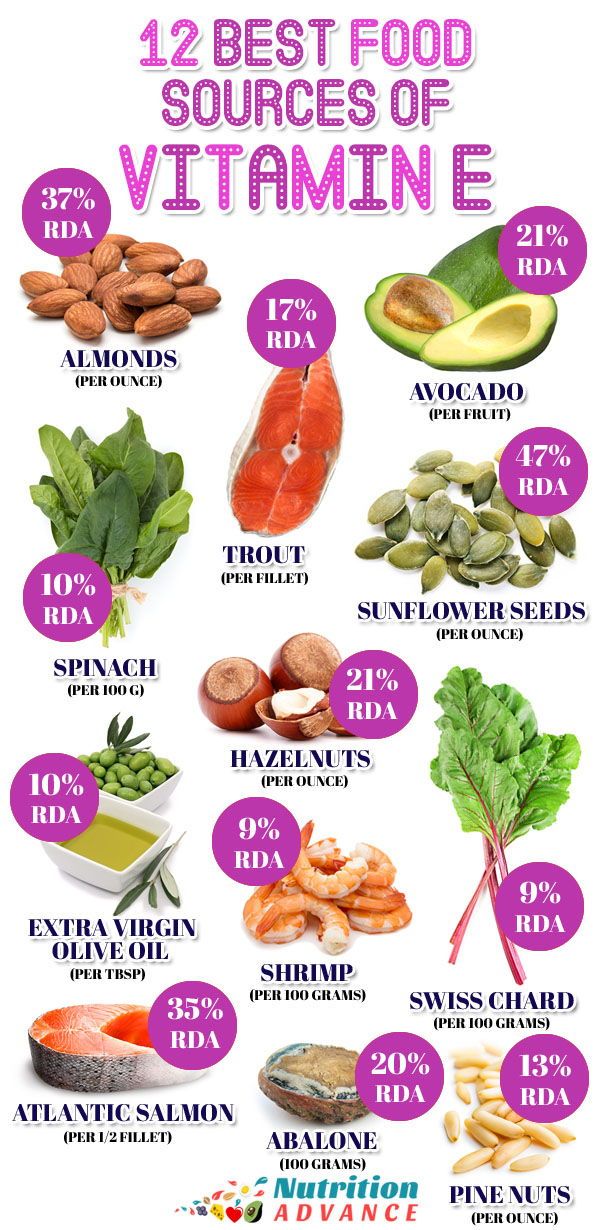 12 BEST FOOD
SOURCES OF
VITAMIN E
37%
RDA
ALMONDS
(PER OUNCE)
17%
RDA
TROUT
(PER FILLET)
21%
RDA
AVOCADO
(PER FRUIT)
10%
RDA
SPINACH
(PER 100 G)
47%
RDA
SUNFLOWER SEEDS
(PER OUNCE)
21%
RDA
HAZELNUTS
(PER OUNCE)
10%
RDA
EXTRA VIRGIN
OLIVE OIL
(PER TBSP)
9%
RDA
SHRIMP
(PER 100 GRAMS)
9%
RDA
SWISS CHARD
(PER 100 GRAMS)
35%
RDA
ATLANTIC SALMON
(PER 1/2 FILLET)
20%
RDA
ABALONE
(100 GRAMS)
13%
RDA
PINE NUTS
(PER OUNCE)
Nutrition
ADVANCE